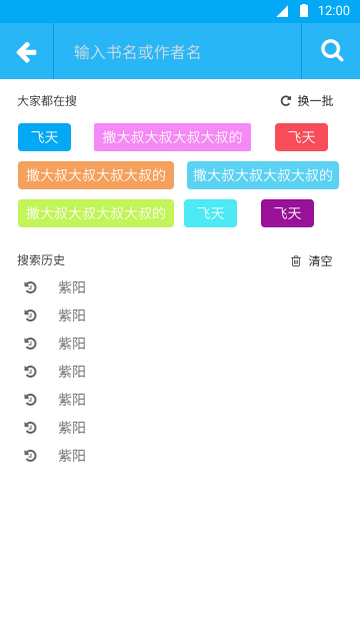 12:00
输入书名或作者名
大家都在搜 换一批
飞天 撒大叔大叔大叔大叔的 飞天
撒大叔大叔大叔大叔的 撒大叔大叔大叔大叔的
撒大叔大叔大叔大叔的 飞天 飞天
搜索历史 清空
紫阳
紫阳
紫阳
紫阳
紫阳
紫阳
紫阳